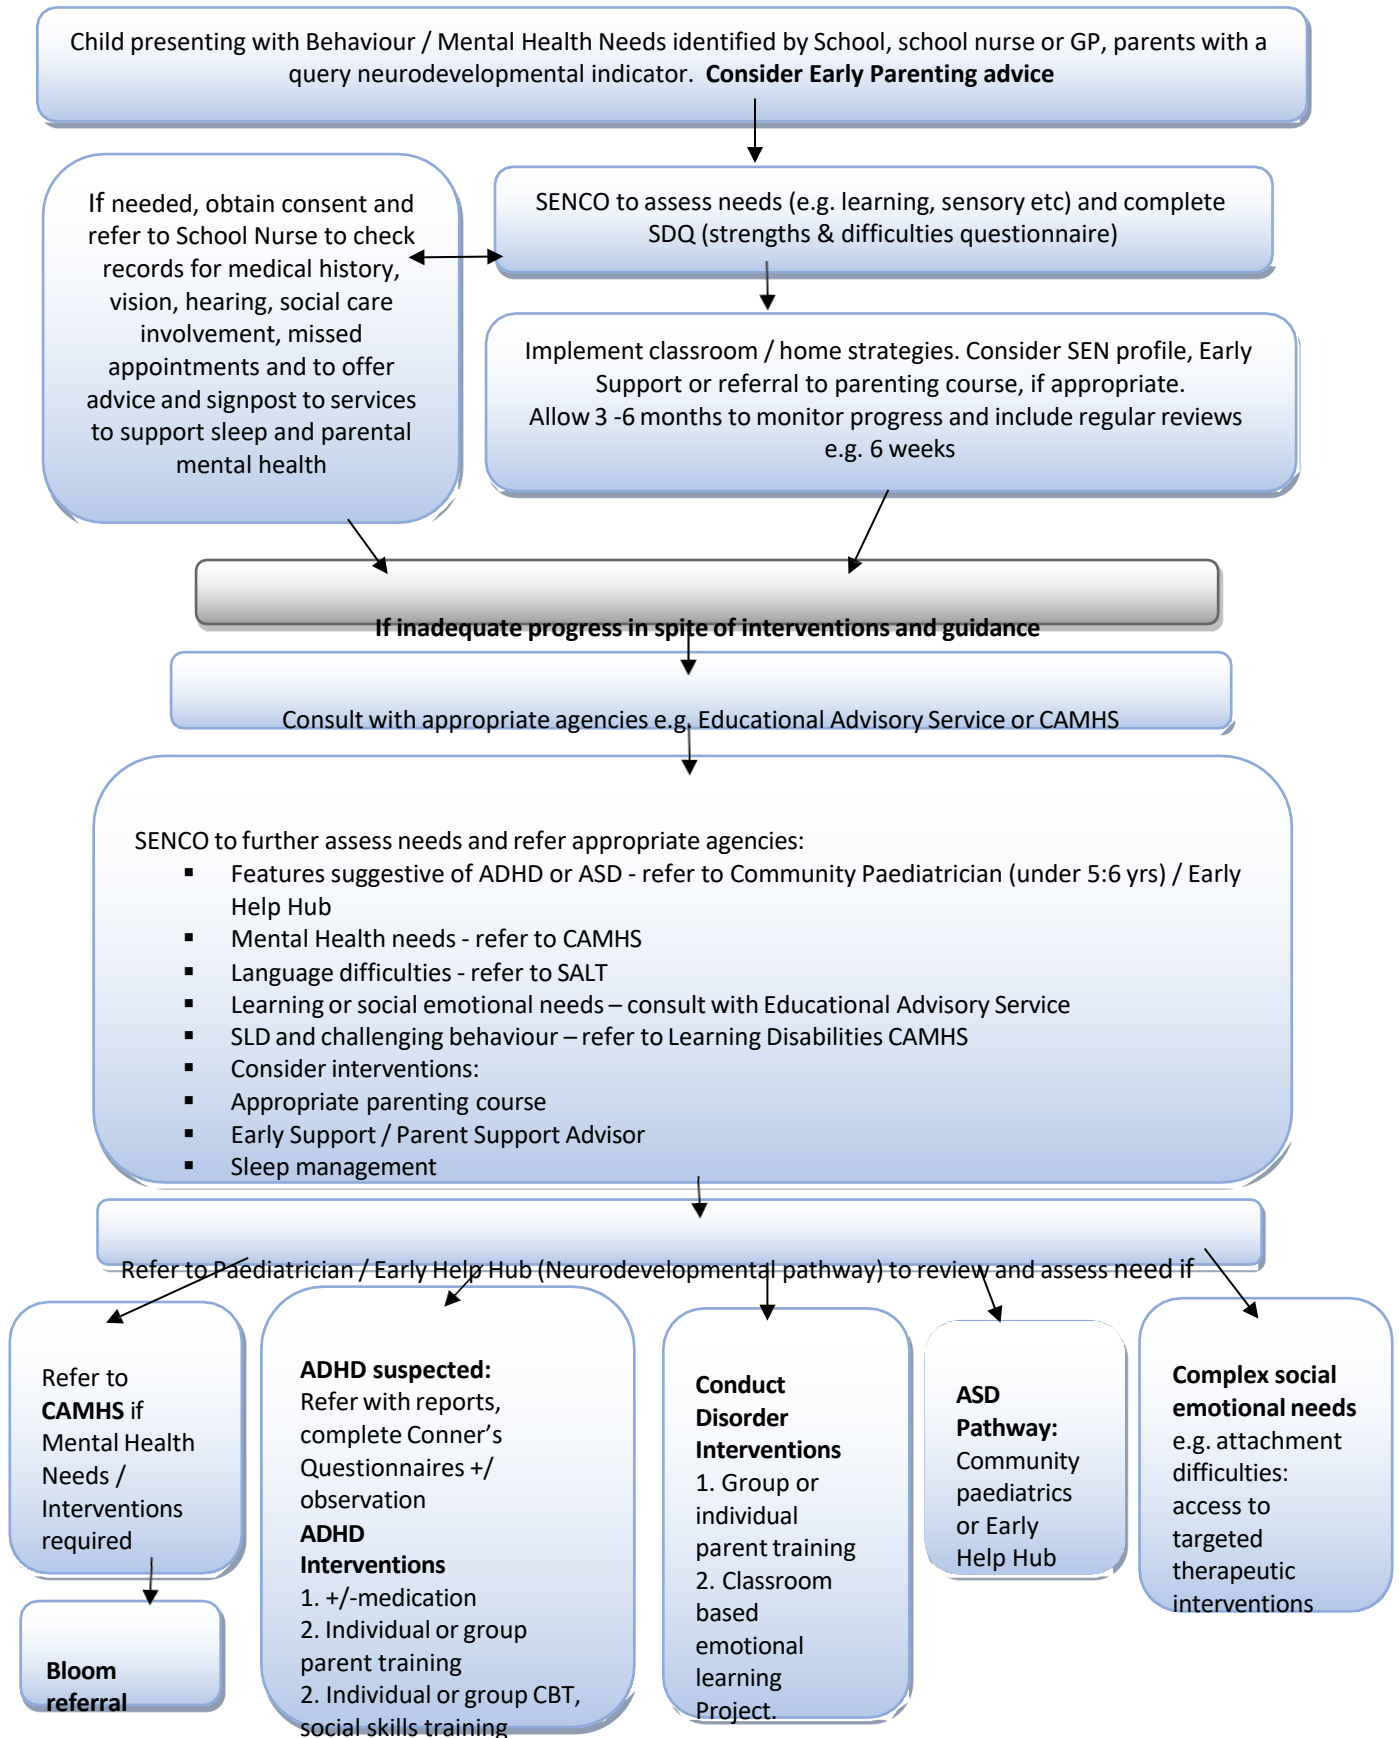 Child presenting with Behaviour / Mental Health Needs identified by School, school nurse or GP, parents with a
query neurodevelopmental indicator. Consider Early Parenting advice
If needed, obtain consent and
refer to School Nurse to check
records for medical history,
vision, hearing, social care
involvement, missed
appointments and to offer
advice and signpost to services
to support sleep and parental
mental health
SENCO to assess needs (e.g. learning, sensory etc) and complete
SDQ (strengths & difficulties questionnaire)
Implement classroom / home strategies. Consider SEN profile, Early
Support or referral to parenting course, if appropriate.
Allow 3 -6 months to monitor progress and include regular reviews
e.g. 6 weeks
If inadequate progress in spite of interventions and guidance
Consult with appropriate agencies e.g. Educational Advisory Service or CAMHS
SENCO to further assess needs and refer appropriate agencies:
▪ Features suggestive of ADHD or ASD - refer to Community Paediatrician (under 5:6 yrs) / Early
Help Hub
▪ Mental Health needs - refer to CAMHS
▪ Language difficulties - refer to SALT
▪ Learning or social emotional needs – consult with Educational Advisory Service
▪ SLD and challenging behaviour – refer to Learning Disabilities CAMHS
▪ Consider interventions:
▪ Appropriate parenting course
▪ Early Support / Parent Support Advisor
▪ Sleep management
Refer to Paediatrician / Early Help Hub (Neurodevelopmental pathway) to review and assess need if
Refer to
CAMHS if
Mental Health
Needs /
Interventions
required
Bloom
referral
ADHD suspected:
Refer with reports,
complete Conner's
Questionnaires +/
observation
ADHD
Interventions
1. +/-medication
2. Individual or group
parent training
2. Individual or group CBT,
social skills training
Conduct
Disorder
Interventions
1. Group or
individual
parent training
2. Classroom
based
emotional
learning
Project.
ASD
Pathway:
Community
paediatrics
or Early
Help Hub
Complex social
emotional needs
e.g. attachment
difficulties:
access to
targeted
therapeutic
interventions